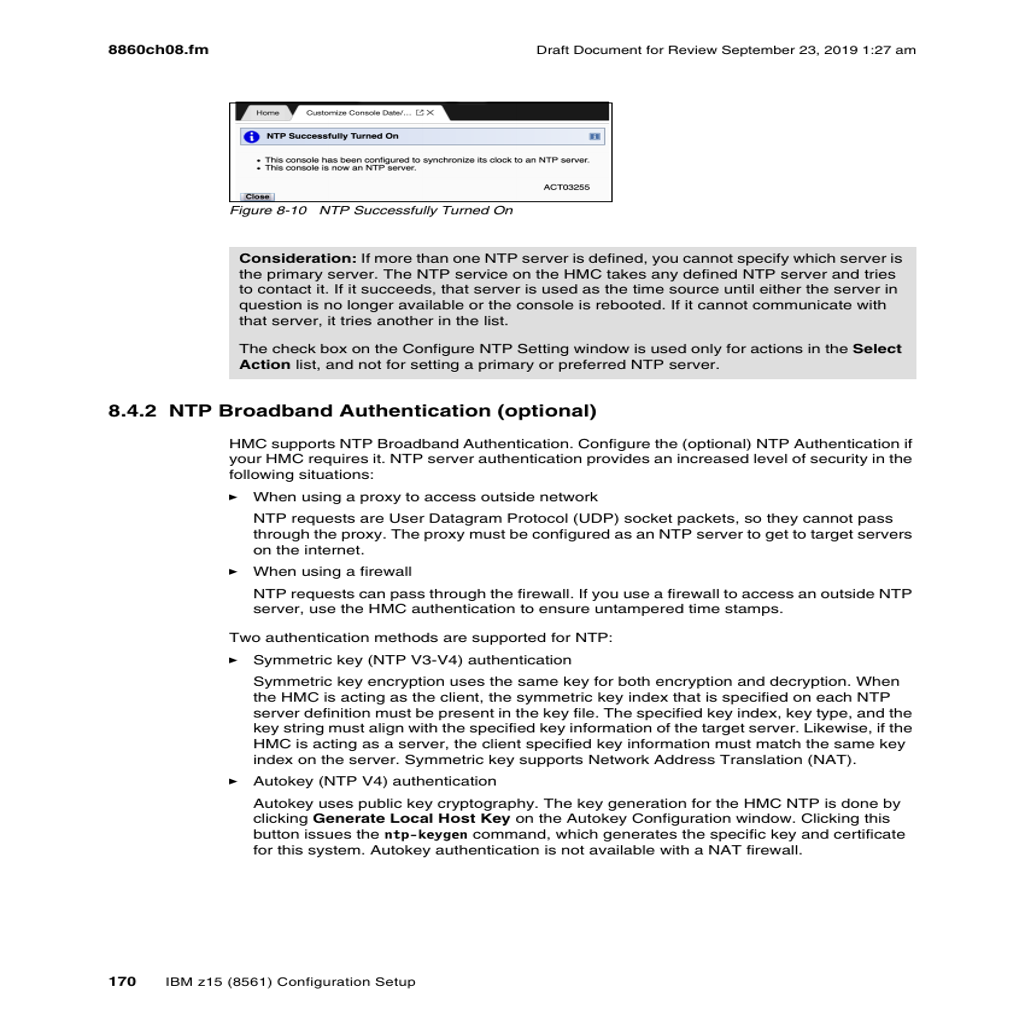 8860ch08.fm
Draft Document for Review September 23, 2019 1:27 am
Home
Customize Console Date/...
NTP Successfully Turned On
• This console has been configured to synchronize its clock to an NTP server.
• This console is now an NTP server.
ACT03255
Close
Figure 8-10 NTP Successfully Turned On
Consideration: If more than one NTP server is defined, you cannot specify which server is
the primary server. The NTP service on the HMC takes any defined NTP server and tries
to contact it. If it succeeds, that server is used as the time source until either the server in
question is no longer available or the console is rebooted. If it cannot communicate with
that server, it tries another in the list.
The check box on the Configure NTP Setting window is used only for actions in the Select
Action list, and not for setting a primary or preferred NTP server.
8.4.2 NTP Broadband Authentication (optional)
HMC supports NTP Broadband Authentication. Configure the (optional) NTP Authentication if
your HMC requires it. NTP server authentication provides an increased level of security in the
following situations:
► When using a proxy to access outside network
NTP requests are User Datagram Protocol (UDP) socket packets, so they cannot pass
through the proxy. The proxy must be configured as an NTP server to get to target servers
on the internet.
► When using a firewall
NTP requests can pass through the firewall. If you use a firewall to access an outside NTP
server, use the HMC authentication to ensure untampered time stamps.
Two authentication methods are supported for NTP:
► Symmetric key (NTP V3-V4) authentication
Symmetric key encryption uses the same key for both encryption and decryption. When
the HMC is acting as the client, the symmetric key index that is specified on each NTP
server definition must be present in the key file. The specified key index, key type, and the
key string must align with the specified key information of the target server. Likewise, if the
HMC is acting as a server, the client specified key information must match the same key
index on the server. Symmetric key supports Network Address Translation (NAT).
► Autokey (NTP V4) authentication
Autokey uses public key cryptography. The key generation for the HMC NTP is done by
clicking Generate Local Host Key on the Autokey Configuration window. Clicking this
button issues the ntp-keygen command, which generates the specific key and certificate
for this system. Autokey authentication is not available with a NAT firewall.
170 IBM z15 (8561) Configuration Setup